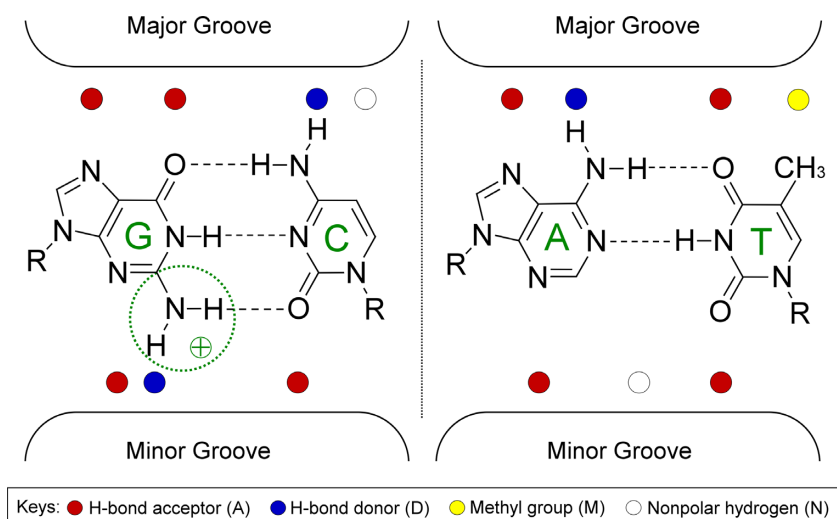 Major Groove
Major Groove
H
H
O
H
N
N
H
O
CH3
N
N
G
N
H
N
C
N
A
N
H
N
T
N
R
N
N
R
N
N
N
H
O
R
O
R
H
⊕
Minor Groove
Minor Groove
Keys: H-bond acceptor (A) H-bond donor (D) Methyl group (M) Nonpolar hydrogen (N)